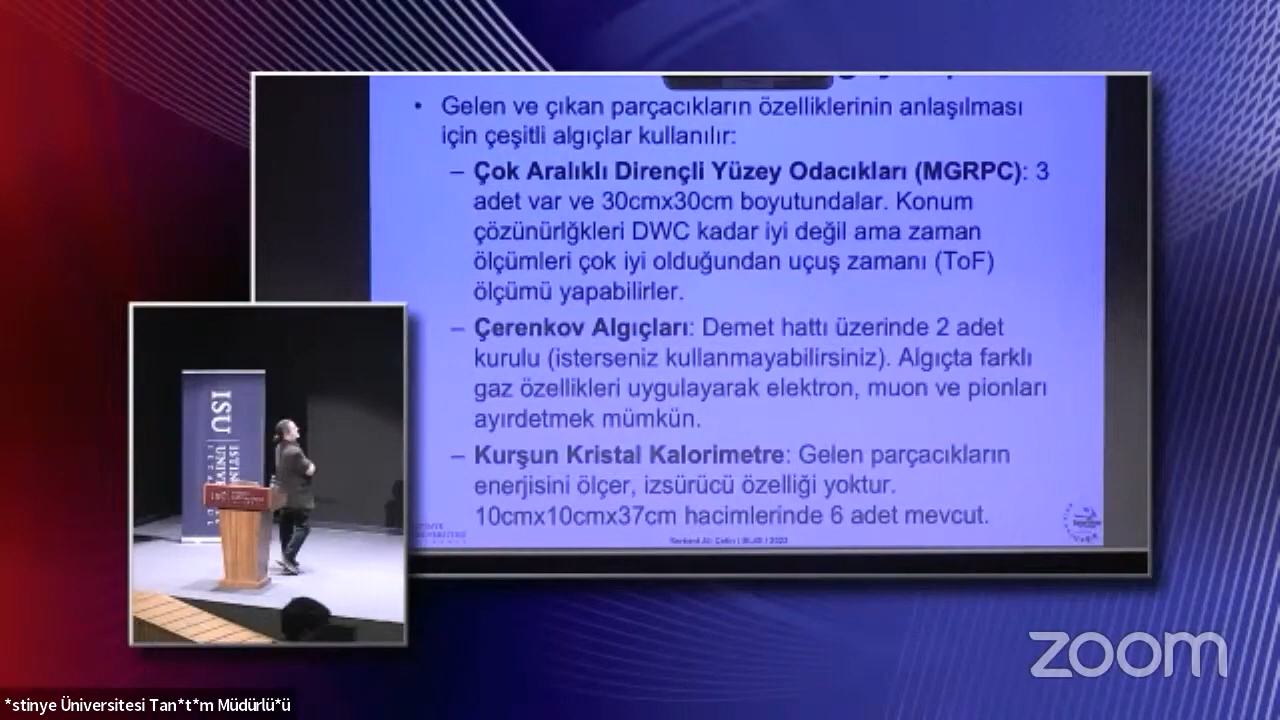 • Gelen ve çıkan parçacıkların özelliklerinin anlaşılması
için çeşitli algıçlar kullanılır:
– Çok Aralıklı Dirençli Yüzey Odacıkları (MGRPC): 3
adet var ve 30cmx30cm boyutundalar. Konum
çözünürlğkleri DWC kadar iyi değil ama zaman
ölçümleri çok iyi olduğundan uçuş zamanı (ToF)
ölçümü yapabilirler.
– Çerenkov Algıçları: Demet hattı üzerinde 2 adet
kurulu (isterseniz kullanmayabilirsiniz). Algıçta farklı
gaz özellikleri uygulayarak elektron, muon ve pionları
ayırdetmek mümkün.
– Kurşun Kristal Kalorimetre: Gelen parçacıkların
enerjisini ölçer, izsürücü özelliği yoktur.
10cmx10cmx37cm hacimlerinde 6 adet mevcut.
ISU
zoom
*stinye Üniversitesi Tan*t*m Müdürlü*ü